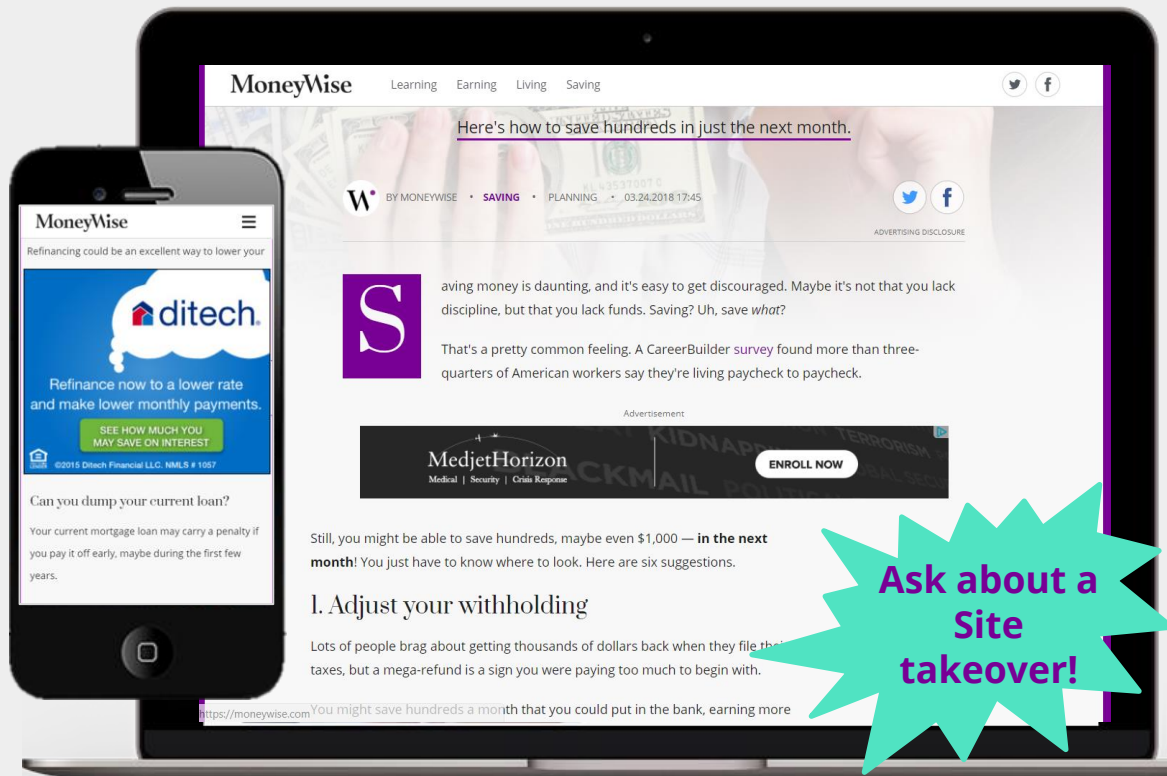 MoneyWise Learning Earning Living Saving
Here's how to save hundreds in just the next month.
W BY MONEYWISE • SAVING • PLANNING • 03.24.2018 17:45
ADVERTISING DISCLOSURE
Saving money is daunting, and it's easy to get discouraged. Maybe it's not that you lack
discipline, but that you lack funds. Saving? Uh, save what?
That's a pretty common feeling. A CareerBuilder survey found more than three-
quarters of American workers say they're living paycheck to paycheck.
Advertisement
MedjetHorizon
Medical | Security | Crisis Response
ENROLL NOW
KIDNAPPING
TERRORISM
BLACKMAIL
Still, you might be able to save hundreds, maybe even $1,000 — in the next
month! You just have to know where to look. Here are six suggestions.
1. Adjust your withholding
Lots of people brag about getting thousands of dollars back when they file their
taxes, but a mega-refund is a sign you were paying too much to begin with.
You might save hundreds a month that you could put in the bank, earning more
https://moneywise.com
MoneyWise
Refinancing could be an excellent way to lower your
ditech.
Refinance now to a lower rate
and make lower monthly payments.
SEE HOW MUCH YOU
MAY SAVE ON INTEREST
©2015 Ditech Financial LLC. NMLS # 1057
Can you dump your current loan?
Your current mortgage loan may carry a penalty if
you pay it off early, maybe during the first few
years.
Ask about a
Site
takeover!